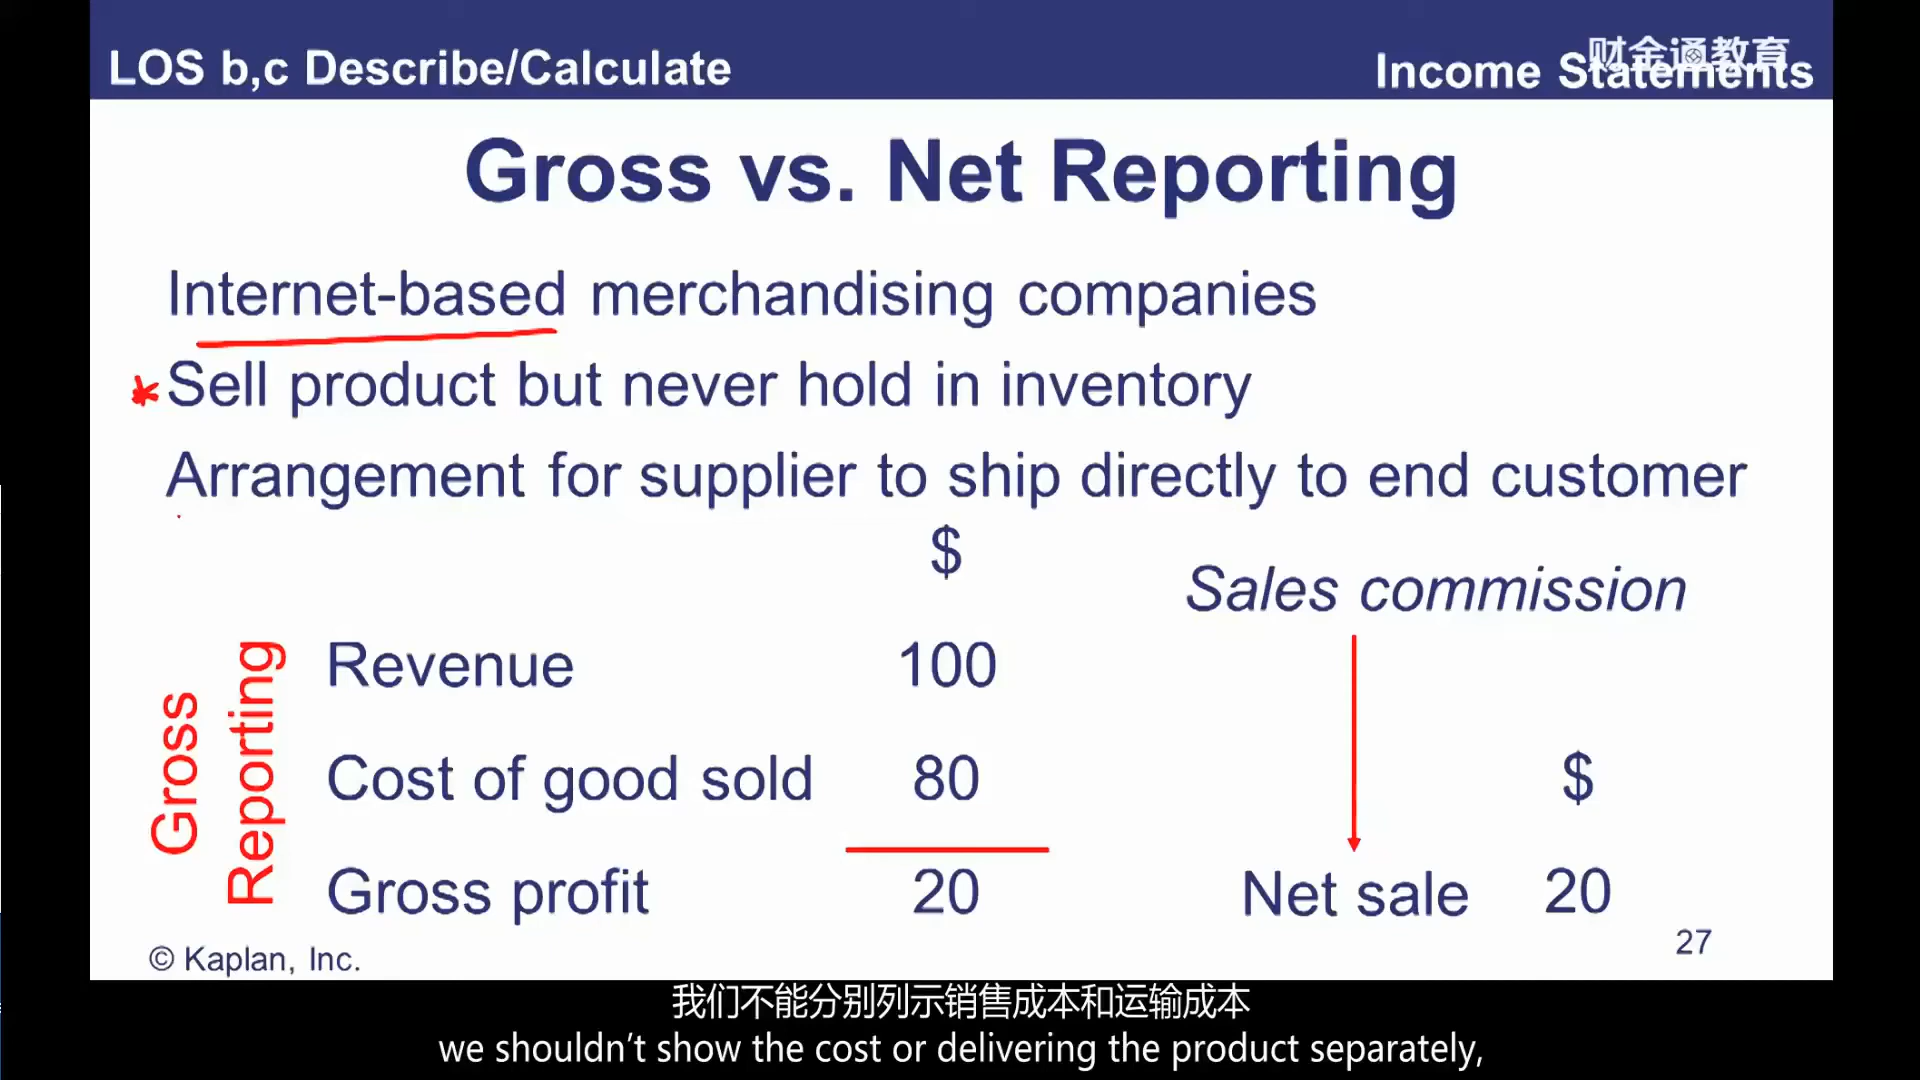 LOS b,c Describe/Calculate
Income Statements
财金通教育
Gross vs. Net Reporting
Internet-based merchandising companies
Sell product but never hold in inventory
Arrangement for supplier to ship directly to end customer
$
Sales commission
Gross
Reporting
Revenue 100
Cost of good sold 80
$
Gross profit 20
Net sale 20
27
© Kaplan, Inc.
我们不能分别列示销售成本和运输成本
we shouldn't show the cost or delivering the product separately,